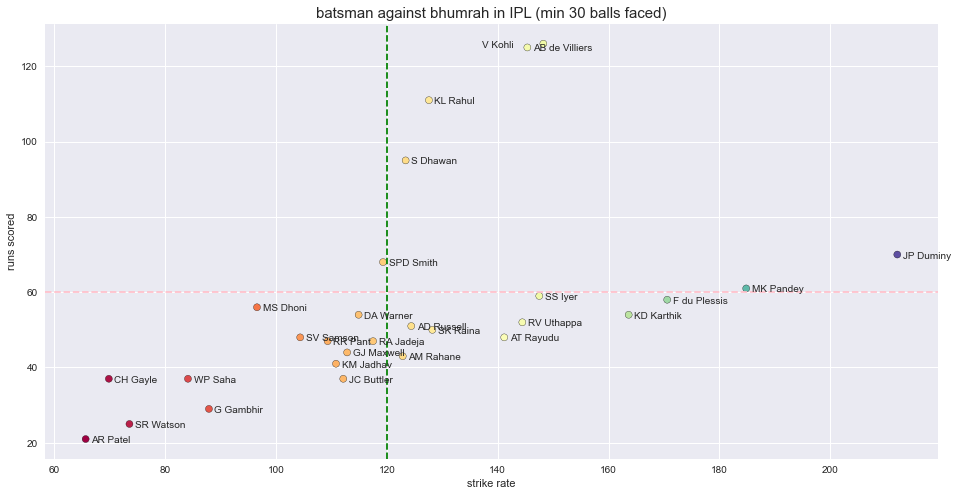 batsman against bhumrah in IPL (min 30 balls faced)
V Kohli
AB de Villiers
120
KL Rahul
100
S Dhawan
80
JP Duminy
SPD Smith
60
MK Pandey
SS Iyer
F du Plessis
MS Dhoni
DA Warner
KD Karthik
RV Uthappa
AD Russell
SK Raina
SV Samson
RR Pant
RA Jadeja
AT Rayudu
GJ Maxwell
AM Rahane
KM Jadhav
40
CH Gayle
WP Saha
JC Buttler
G Gambhir
SR Watson
AR Patel
20
runs scored
60 80 100 120 140 160 180 200
strike rate